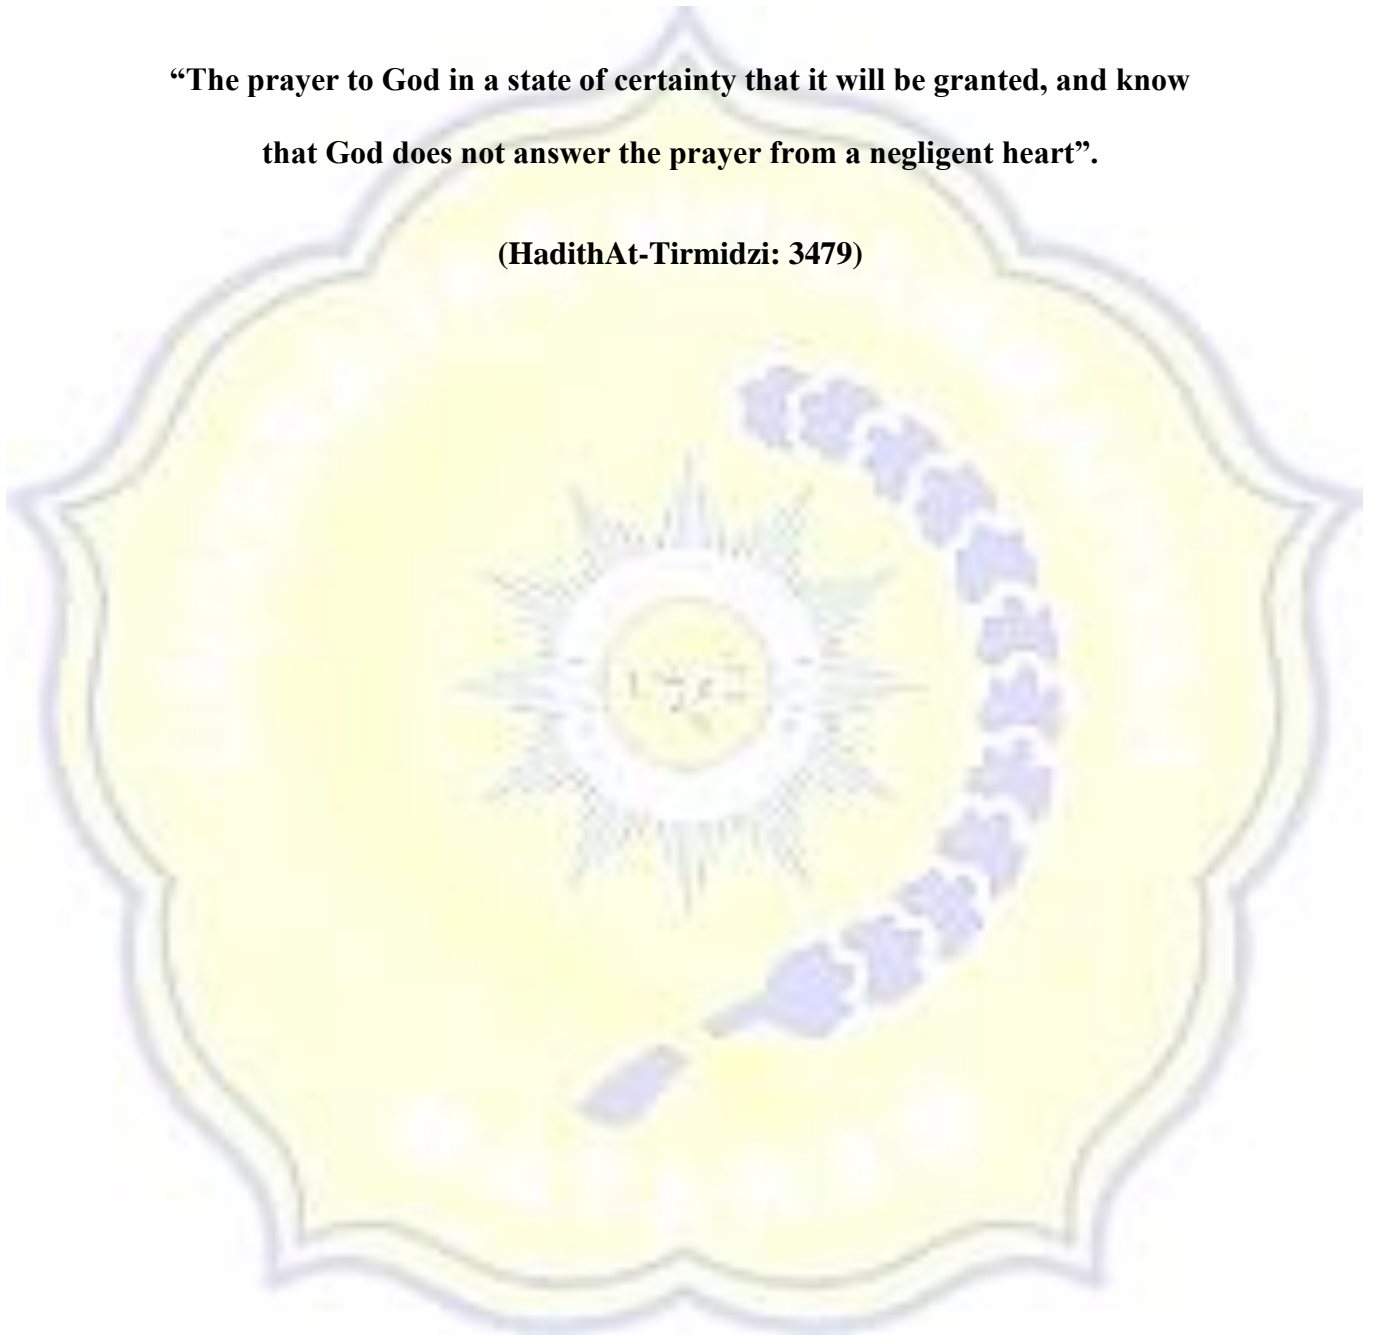 “The prayer to God in a state of certainty that it will be granted, and know
that God does not answer the prayer from a negligent heart”.
(HadithAt-Tirmidzi: 3479)